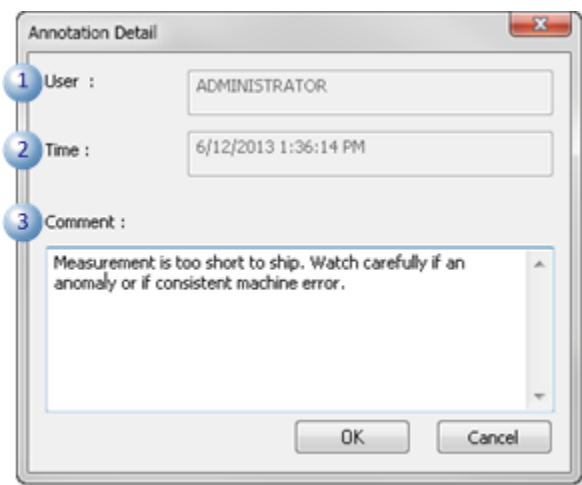 Annotation Detail
1 User :
ADMINISTRATOR
2 Time :
6/12/2013 1:36:14 PM
3 Comment :
Measurement is too short to ship. Watch carefully if an
anomaly or if consistent machine error.
OK Cancel